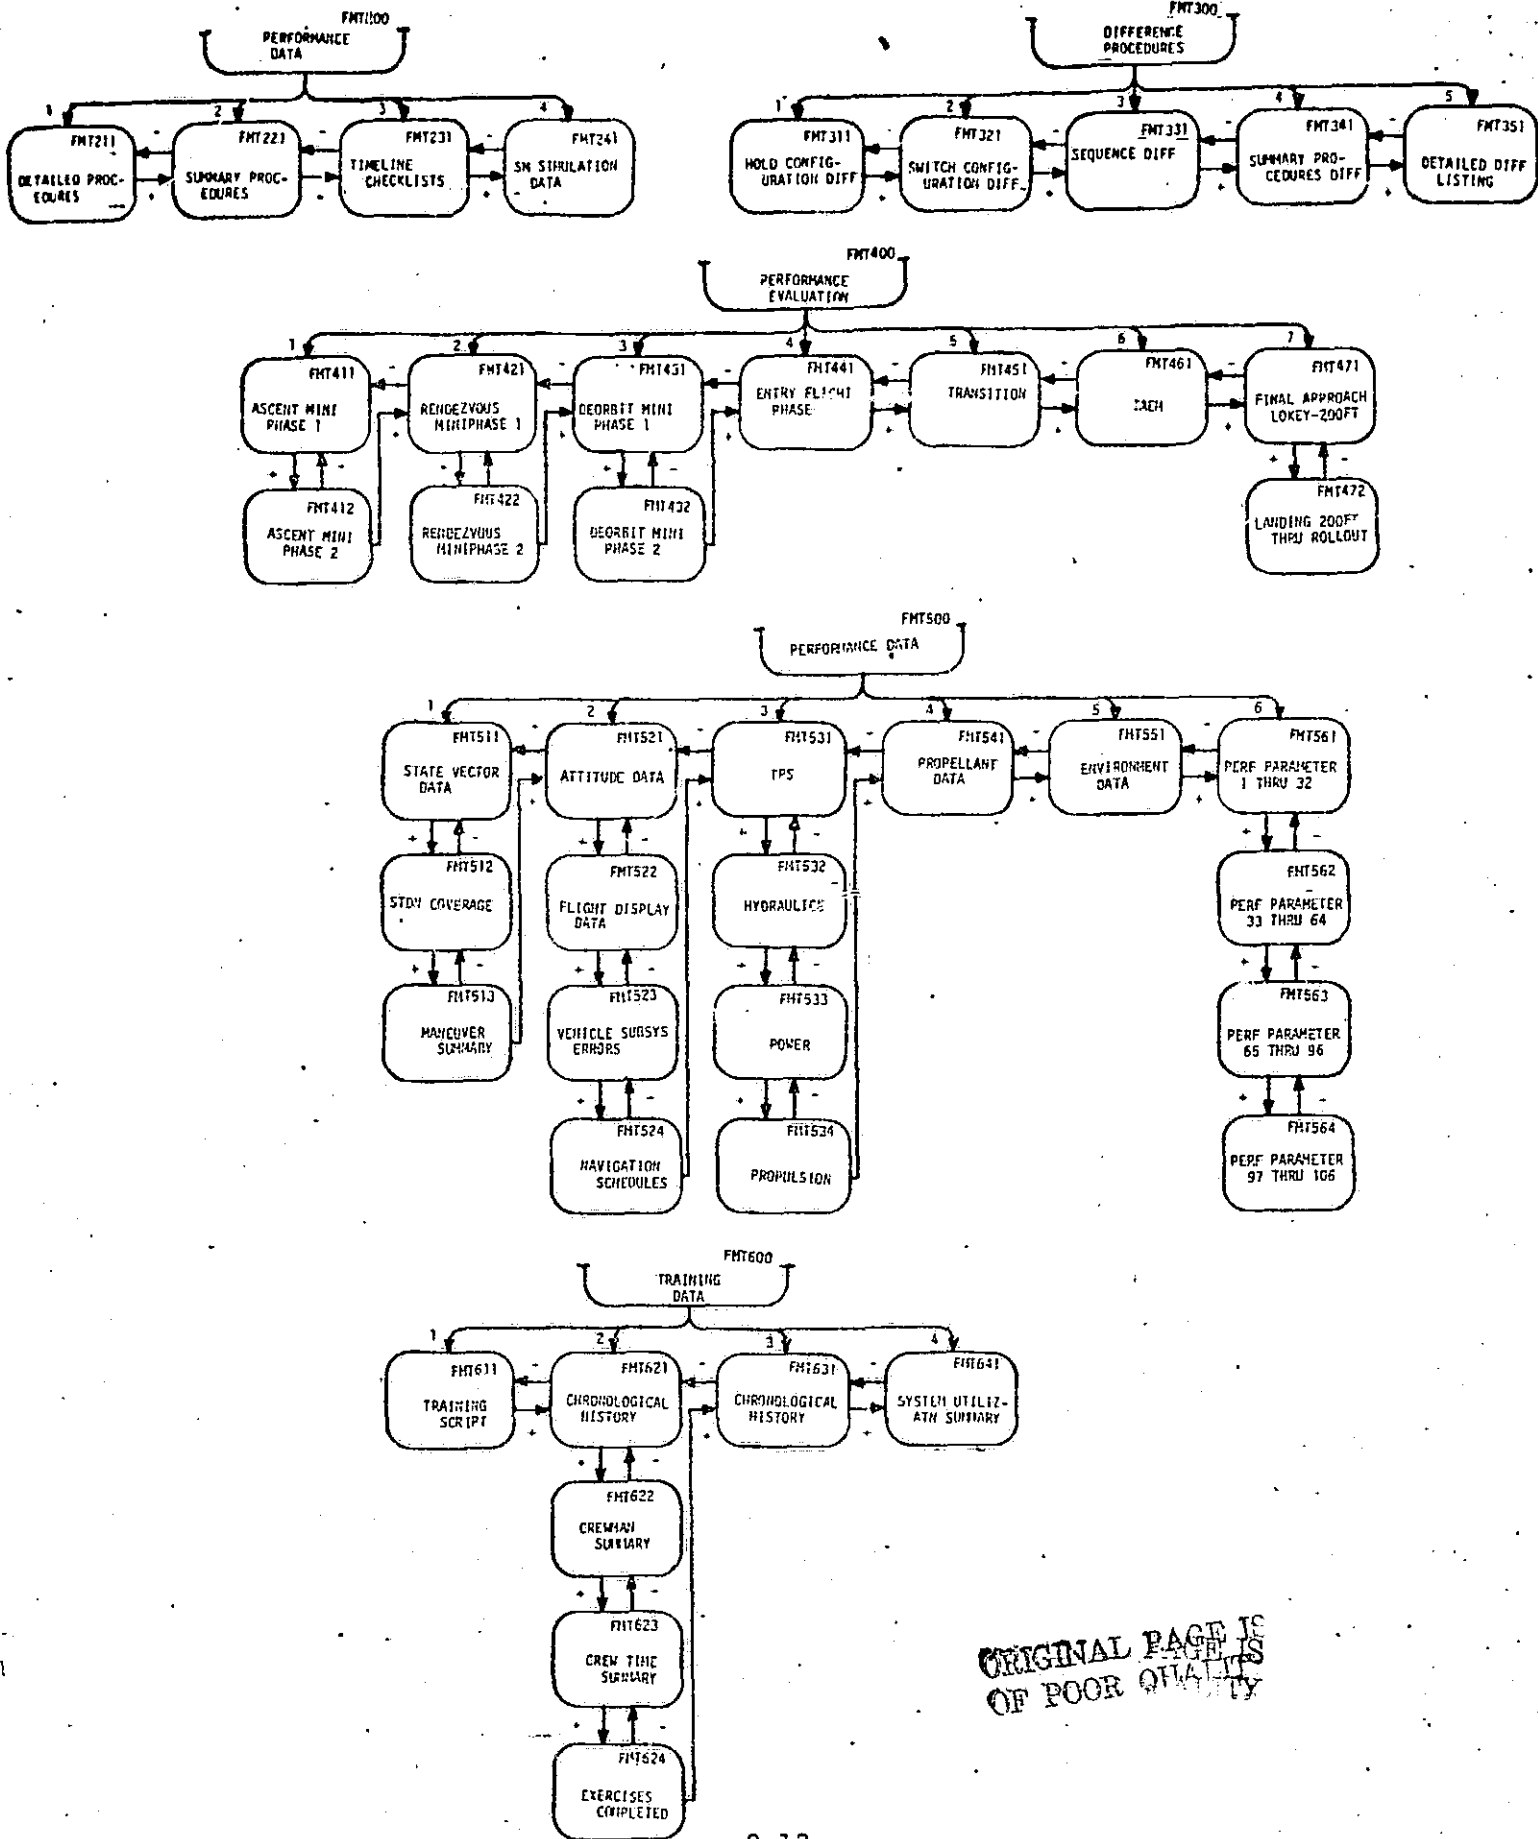 PERFORMANCE
DATA
1
2
3
4
FMT211
DETAILED PROC-
EDURES
FMT221
SUMMARY PROC-
EDURES
FMT231
TIMELINE
CHECKLISTS
FMT241
SM SIMULATION
DATA
FMT300
DIFFERENCE
PROCEDURES
1
2
3
4
5
FMT311
HOLD CONFIG-
URATION DIFF
FMT321
SWITCH CONFIG-
URATION DIFF
FMT331
SEQUENCE DIFF
FMT341
SUMMARY PRO-
CEDURES DIFF
FMT351
DETAILED DIFF
LISTING
FMT400
PERFORMANCE
EVALUATION
1
2
3
4
5
6
7
FMT411
ASCENT MINI
PHASE 1
FMT421
RENDEZVOUS
MINIPHASE 1
FMT431
DEORBIT MINI
PHASE 1
FMT441
ENTRY FLIGHT
PHASE
FMT451
TRANSITION
FMT461
FMT471
FINAL APPROACH
LOKEY-200FT
FMT412
ASCENT MINI
PHASE 2
FMT422
RENDEZVOUS
MINIPHASE 2
FMT432
DEORBIT MINI
PHASE 2
FMT472
LANDING 200FT
THRU ROLLOUT
FMT500
PERFORMANCE DATA
1
2
3
4
5
6
FMT511
STATE VECTOR
DATA
FMT521
ATTITUDE DATA
FMT531
TPS
FMT541
PROPELLANT
DATA
FMT551
ENVIRONMENT
DATA
FMT561
PERF PARAMETER
1 THRU 32
FMT512
STDN COVERAGE
FMT522
FLIGHT DISPLAY
DATA
FMT532
HYDRAULICS
FMT562
PERF PARAMETER
33 THRU 64
FMT513
MANEUVER
SUMMARY
FMT523
VEHICLE SUBSYS
ERRORS
FMT533
POWER
FMT563
PERF PARAMETER
65 THRU 96
FMT524
NAVIGATION
SCHEDULES
FMT534
PROPULSION
FMT564
PERF PARAMETER
97 THRU 106
FMT600
TRAINING
DATA
1
2
3
4
FMT611
TRAINING
SCRIPT
FMT621
CHRONOLOGICAL
HISTORY
FMT631
CHRONOLOGICAL
HISTORY
FMT641
SYSTEM UTILIZ-
ATN SUMMARY
FMT622
CREWMAN
SUMMARY
FMT623
CREW TIME
SUMMARY
FMT624
EXERCISES
COMPLETED
ORIGINAL PAGE IS
OF POOR QUALITY